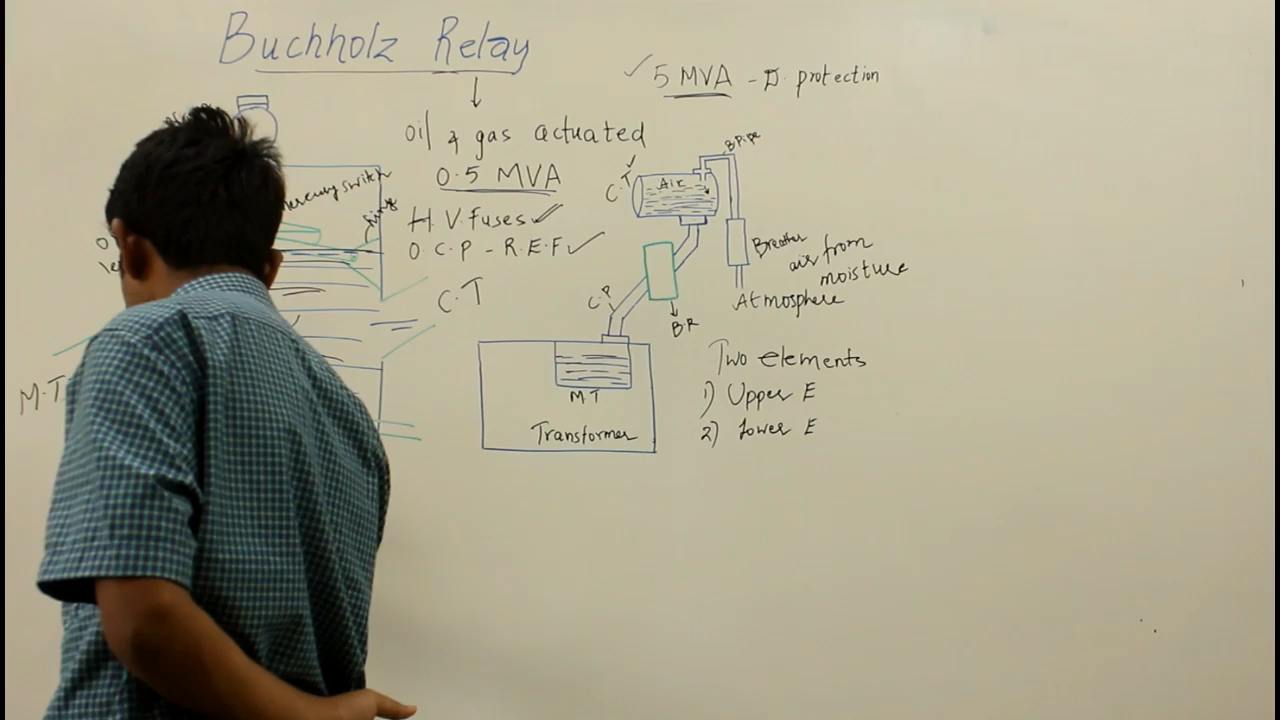 Buchholz Relay
oil & gas actuated
0.5 MVA
H.V. fuses ✓
O.C.P - R.E.F ✓
✓ 5 MVA - D. protection
mercury switch
C.T
M.T
C.T
Air
B.Pipe
Breather
air from
moisture
Atmosphere
C.P
B.R
M.T
Transformer
Two elements
1) Upper E
2) Lower E